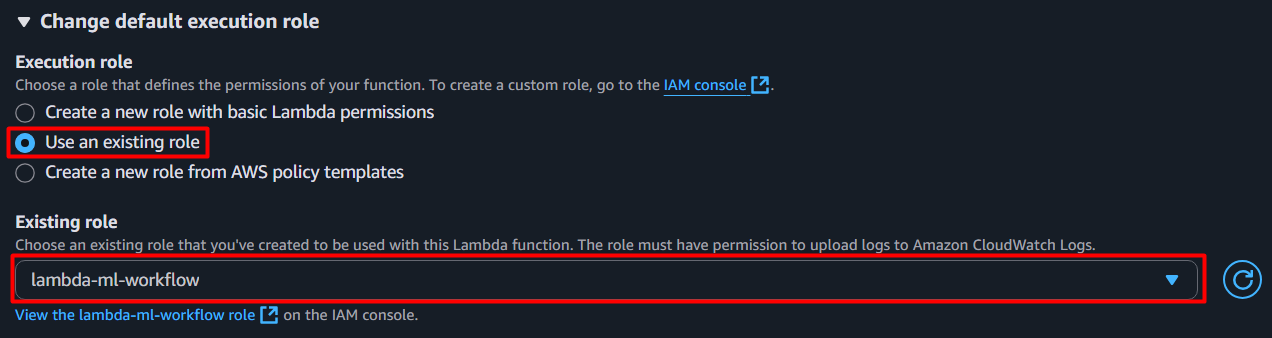 Change default execution role
Execution role
Choose a role that defines the permissions of your function. To create a custom role, go to the IAM console.
Create a new role with basic Lambda permissions
Use an existing role
Create a new role from AWS policy templates
Existing role
Choose an existing role that you've created to be used with this Lambda function. The role must have permission to upload logs to Amazon CloudWatch Logs.
lambda-ml-workflow
View the lambda-ml-workflow role on the IAM console.